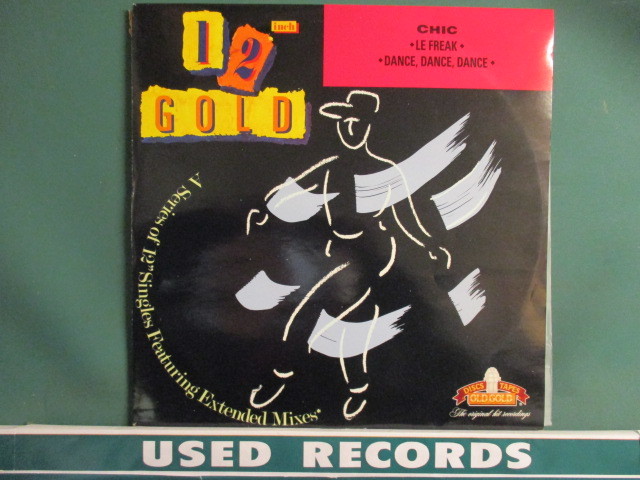 12 inch
GOLD
CHIC
• LE FREAK •
• DANCE, DANCE, DANCE •
A Series of 12" Singles Featuring Extended Mixes*
DISCS TAPES
OLD GOLD
The original hit recordings
USED RECORDS